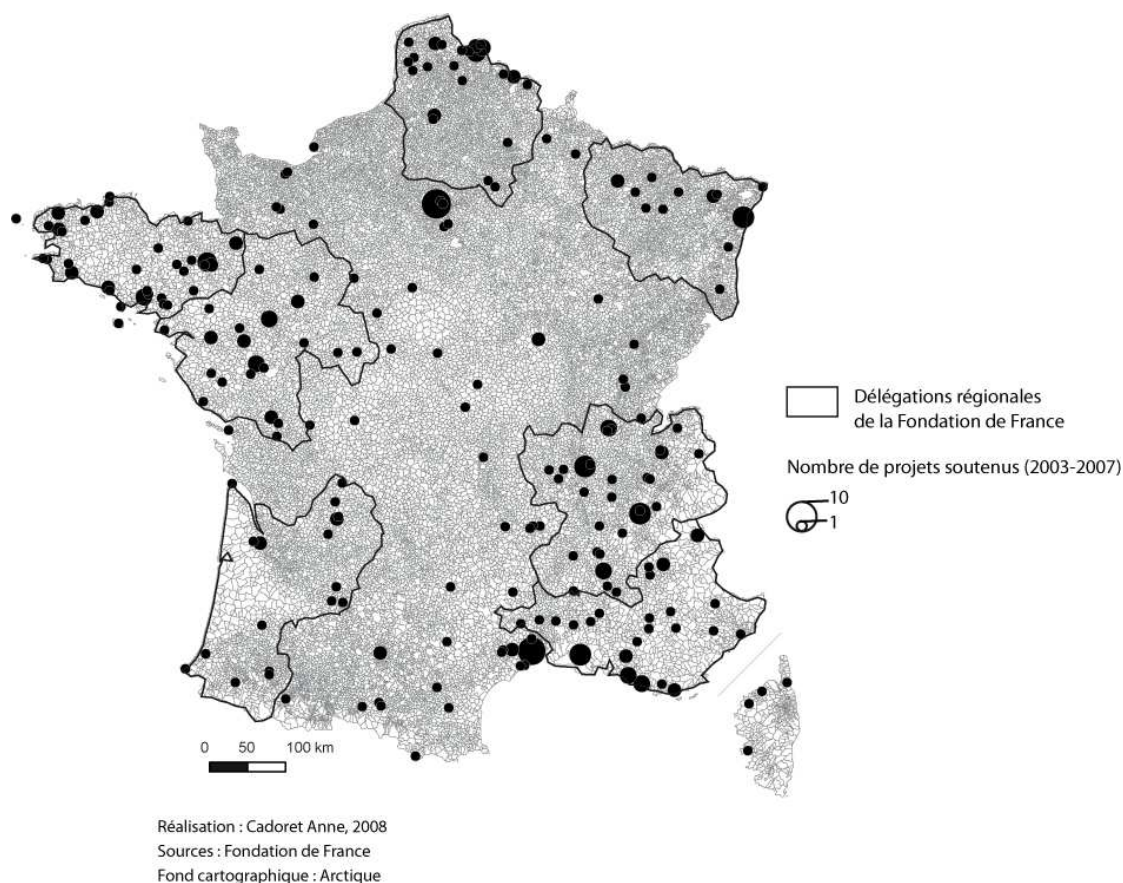 Délégations régionales
de la Fondation de France
Nombre de projets soutenus (2003-2007)
10
1
0 50 100 km
Réalisation : Cadoret Anne, 2008
Sources : Fondation de France
Fond cartographique : Arctique